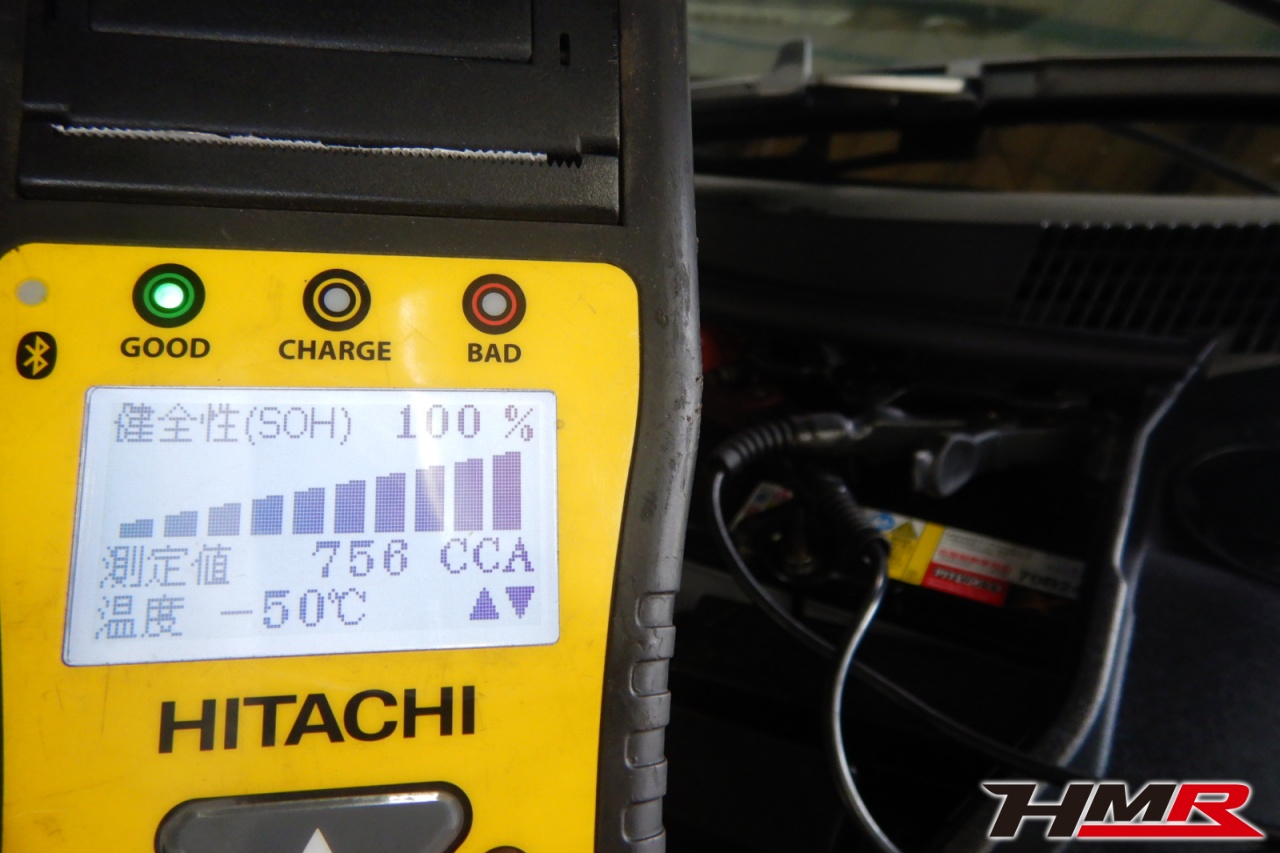 GOOD
CHARGE
BAD
健全性(SOH) 100 %
測定値 756 CCA
温度 -50℃
HITACHI
HMR